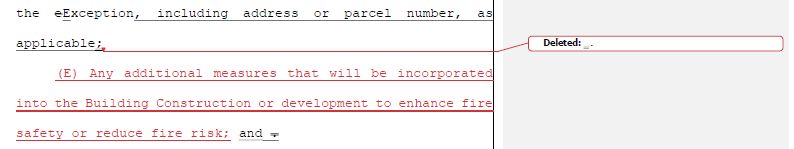 the eException, including address or parcel number, as
applicable;
Deleted: .
(E) Any additional measures that will be incorporated
into the Building Construction or development to enhance fire
safety or reduce fire risk; and